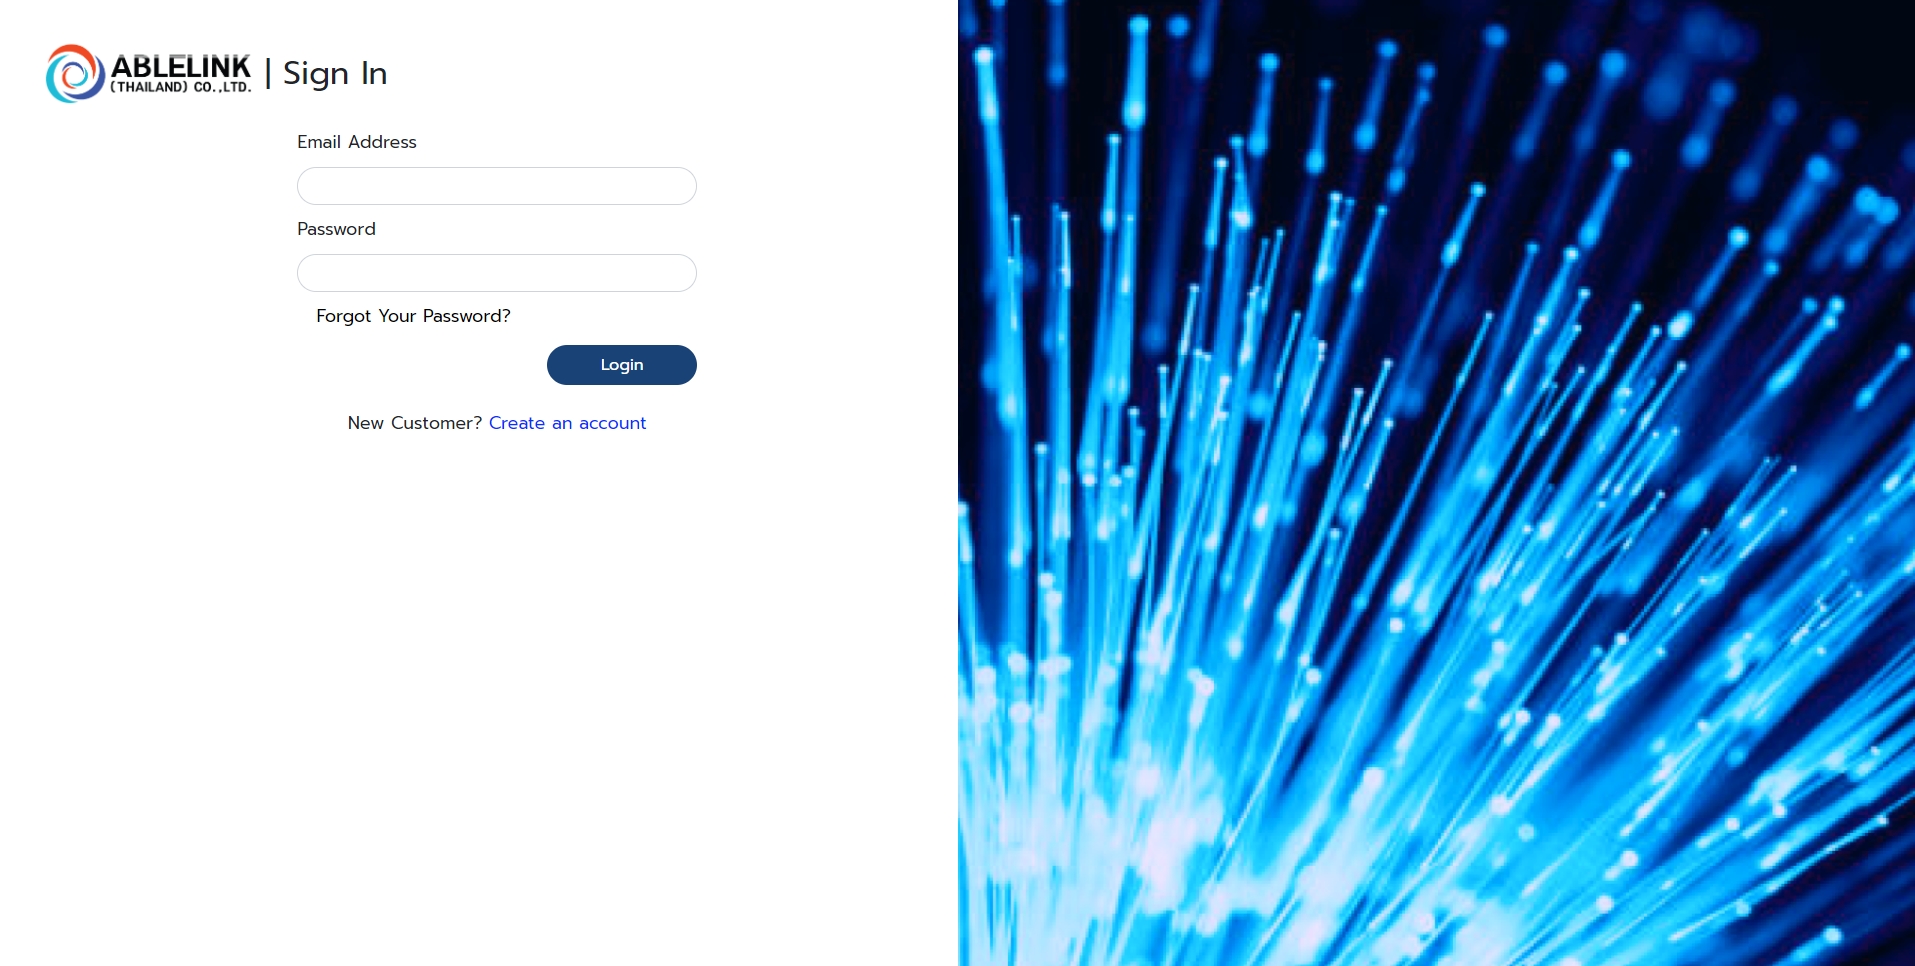 ABLELINK
(THAILAND) CO.,LTD.
| Sign In
Email Address
Password
Forgot Your Password?
Login
New Customer? Create an account